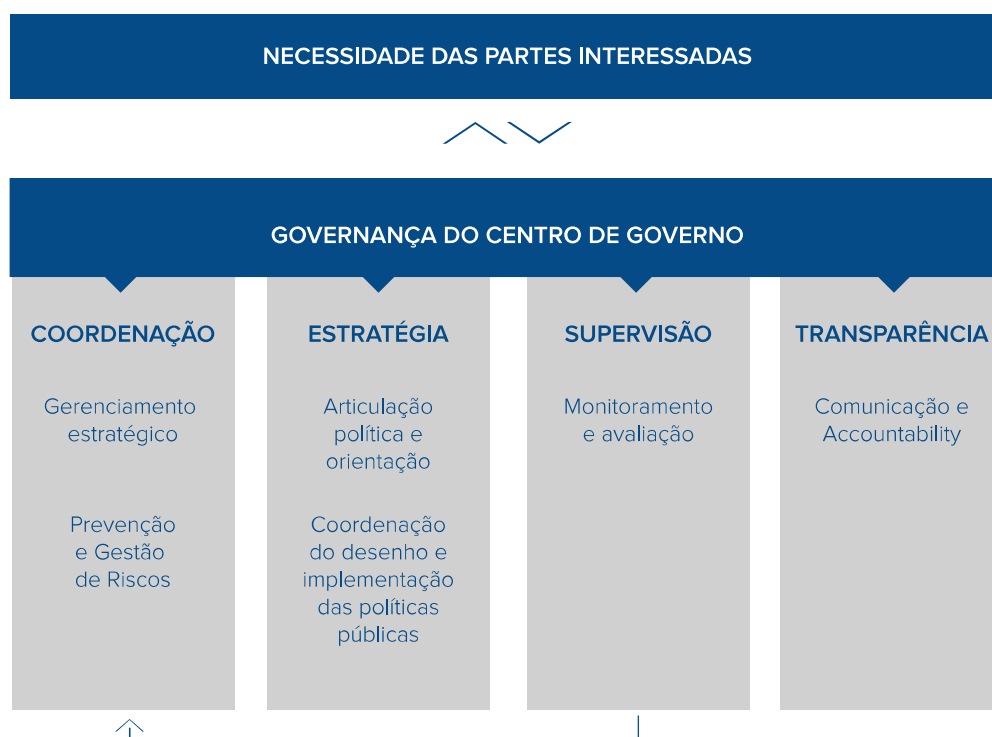 NECESSIDADE DAS PARTES INTERESSADAS
GOVERNANÇA DO CENTRO DE GOVERNO
COORDENAÇÃO
Gerenciamento
estratégico
Prevenção
e Gestão
de Riscos
ESTRATÉGIA
Articulação
política e
orientação
Coordenação
do desenho e
implementação
das políticas
públicas
SUPERVISÃO
Monitoramento
e avaliação
TRANSPARÊNCIA
Comunicação e
Accountability